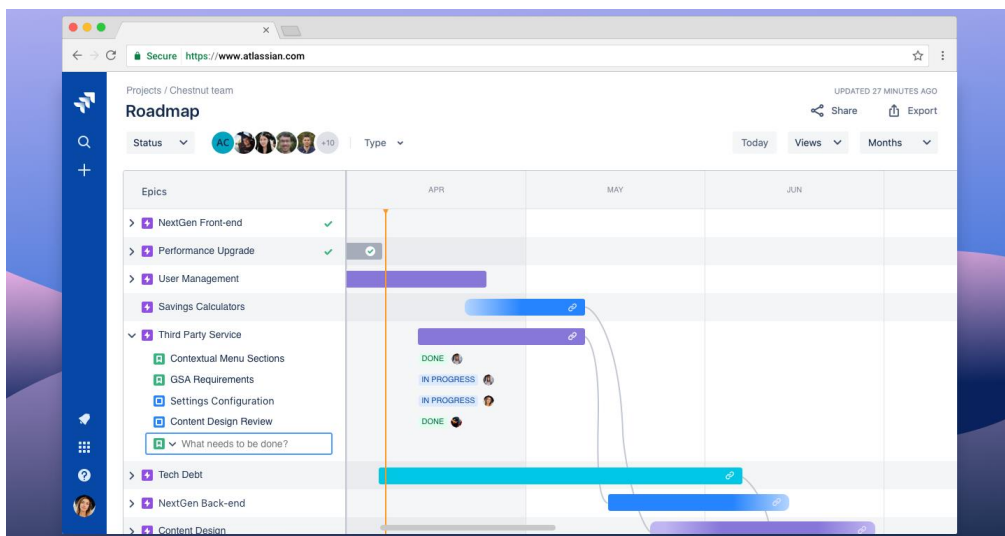 Secure https://www.atlassian.com
Projects / Chestnut team
UPDATED 27 MINUTES AGO
Roadmap
Share
Export
Status
AC
+10
Type
Today
Views
Months
Epics
APR
MAY
JUN
NextGen Front-end
Performance Upgrade
User Management
Savings Calculators
Third Party Service
Contextual Menu Sections
DONE
GSA Requirements
IN PROGRESS
Settings Configuration
IN PROGRESS
Content Design Review
DONE
What needs to be done?
Tech Debt
NextGen Back-end
Content Design